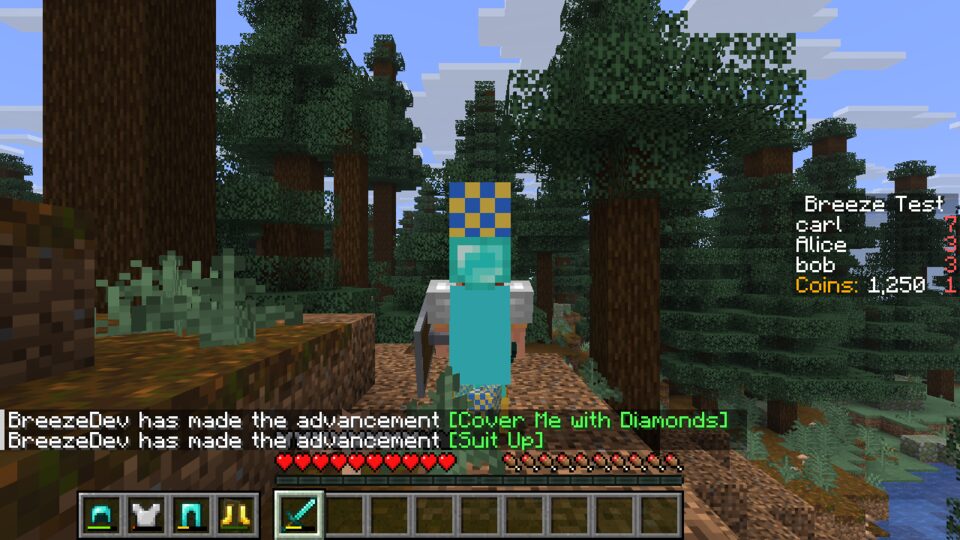 Breeze Test
carl 7
Alice 3
bob 3
Coins: 1,250 1
BreezeDev has made the advancement [Cover Me with Diamonds]
BreezeDev has made the advancement [Suit Up]